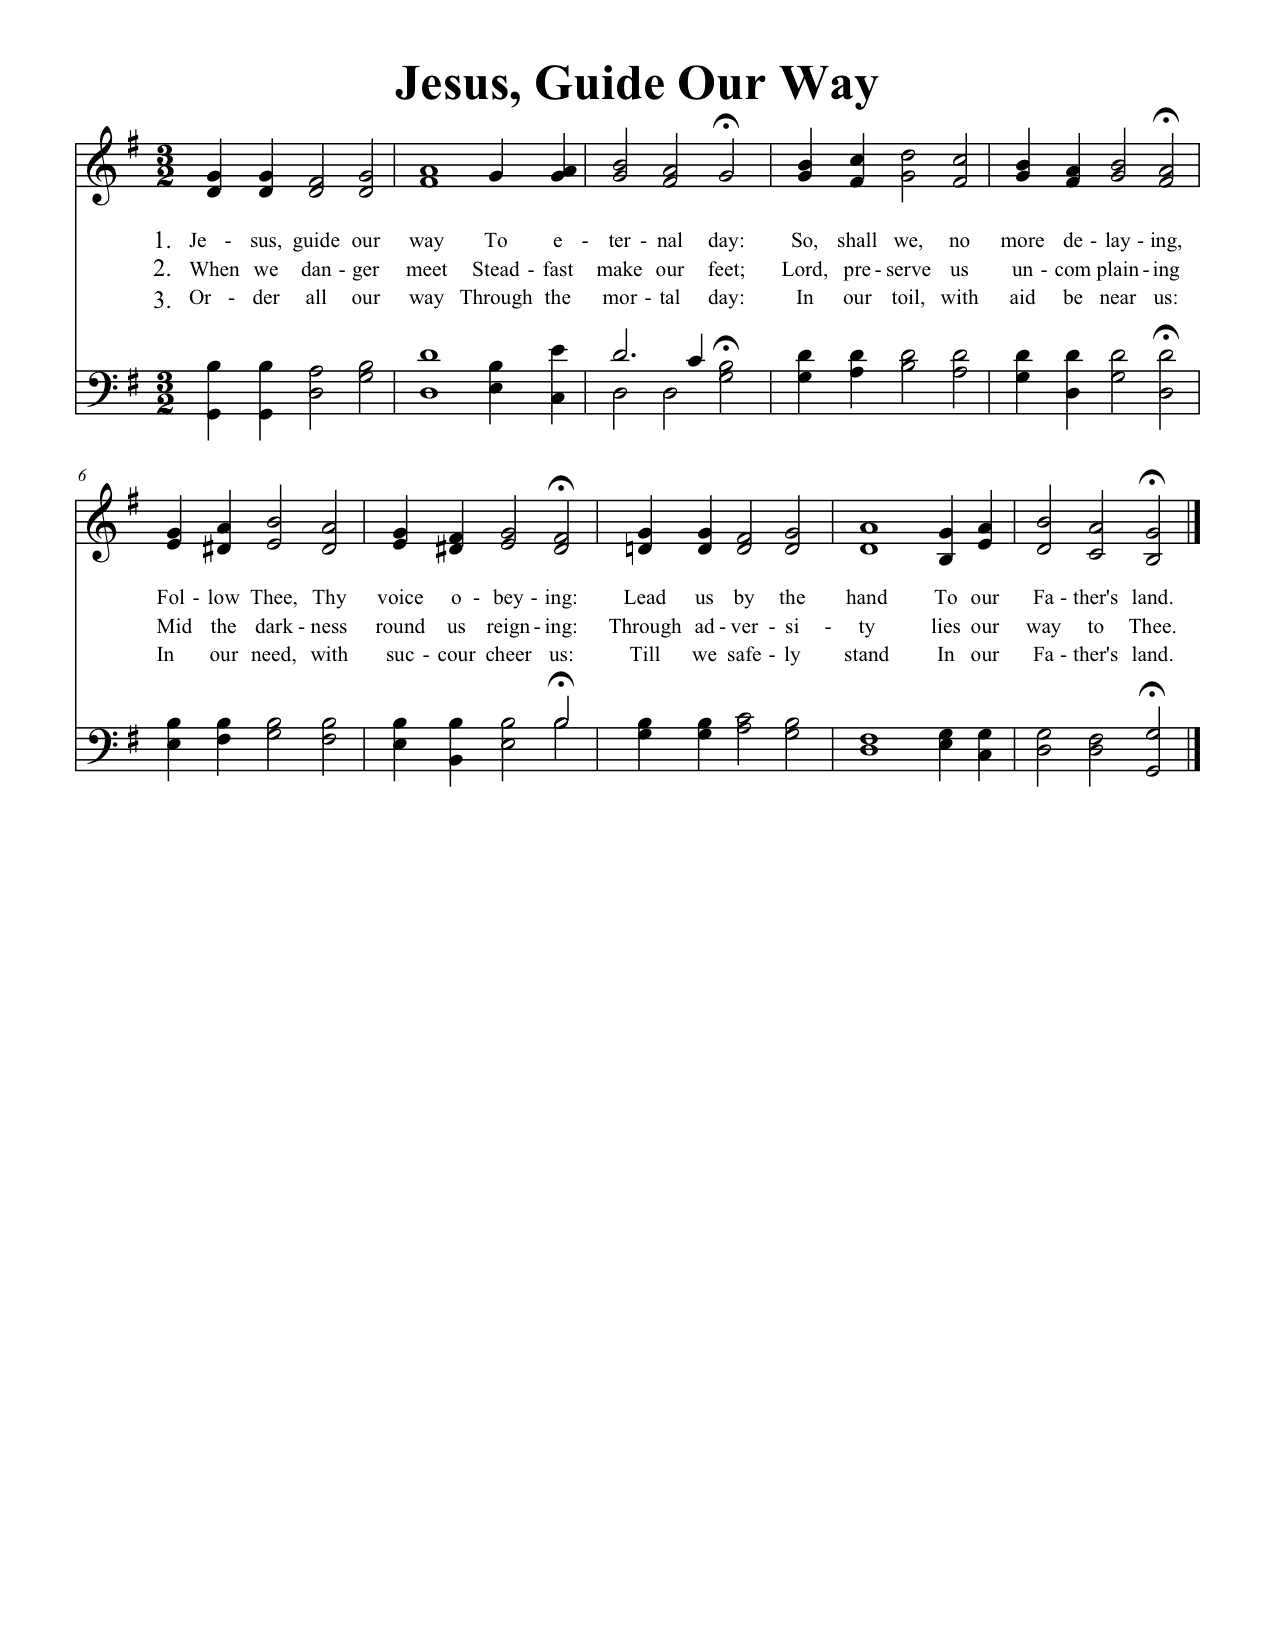 Jesus, Guide Our Way
3
2
1. Je - sus, guide our way To e - ter - nal day: So, shall we, no more de - lay - ing,
2. When we dan - ger meet Stead - fast make our feet; Lord, pre - serve us un - com plain - ing
3. Or - der all our way Through the mor - tal day: In our toil, with aid be near us:
3
2
6
Fol - low Thee, Thy voice o - bey - ing: Lead us by the hand To our Fa - ther's land.
Mid the dark - ness round us reign - ing: Through ad - ver - si - ty lies our way to Thee.
In our need, with suc - cour cheer us: Till we safe - ly stand In our Fa - ther's land.